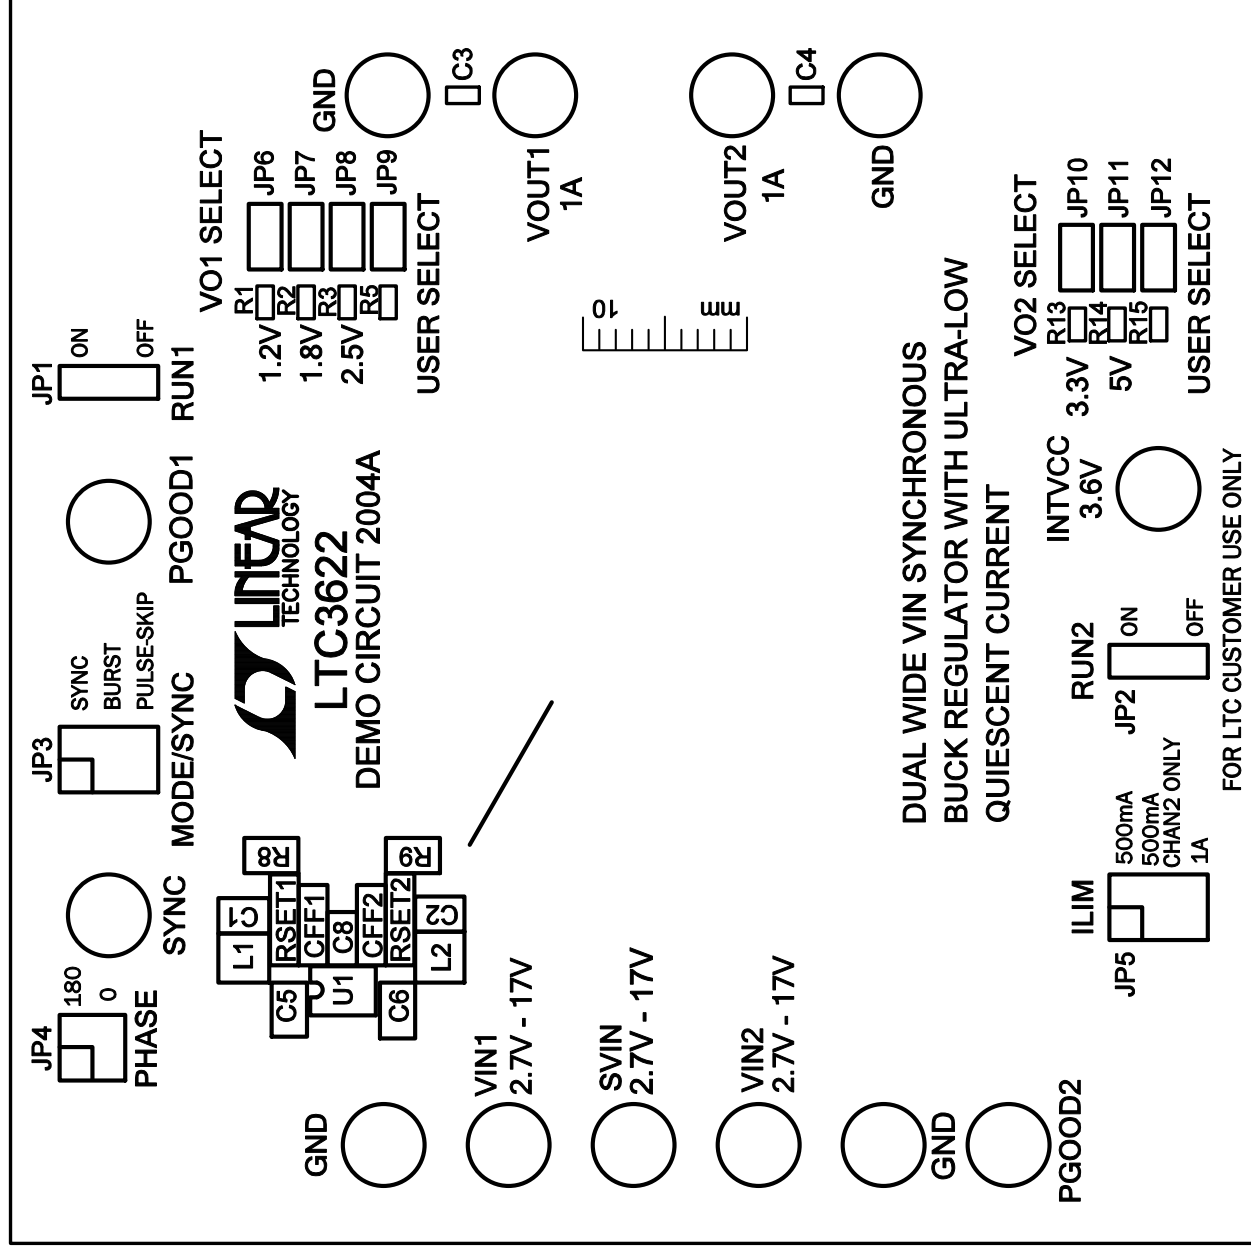 JP4
180
0
PHASE
SYNC
JP3
SYNC
BURST
PULSE-SKIP
MODE/SYNC
PGOOD1
JP1
ON
OFF
RUN1
LINEAR
TECHNOLOGY
LTC3622
DEMO CIRCUIT 2004A
VO1 SELECT
JP6
JP7
JP8
JP9
R1
R2
R3
R5
1.2V
1.8V
2.5V
USER SELECT
GND
C3
VOUT1
1A
VOUT2
1A
C4
GND
10
mm
R8
R9
C1
L1
RSET1
CFF1
C8
CFF2
RSET2
C2
L2
C5
U1
C6
GND
VIN1
2.7V - 17V
SVIN
2.7V - 17V
VIN2
2.7V - 17V
GND
PGOOD2
DUAL WIDE VIN SYNCHRONOUS
BUCK REGULATOR WITH ULTRA-LOW
QUIESCENT CURRENT
VO2 SELECT
JP10
JP11
JP12
R13
R14
R15
3.3V
5V
USER SELECT
INTVCC
3.6V
RUN2
ON
OFF
JP2
ILIM
500mA
500mA
CHAN2 ONLY
1A
JP5
FOR LTC CUSTOMER USE ONLY